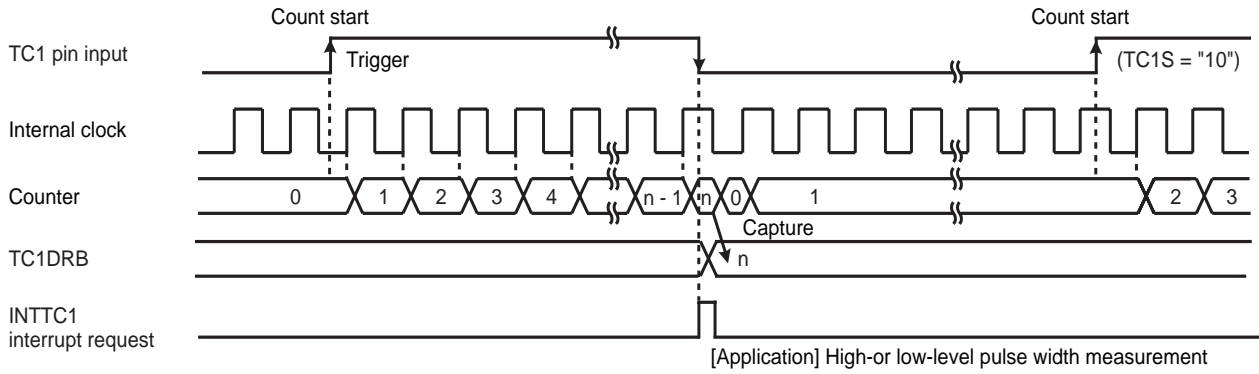 Count start
Count start
TC1 pin input
Trigger
(TC1S = "10")
Internal clock
Counter
0
1
2
3
4
n - 1
n
0
1
2
3
Capture
TC1DRB
n
INTTC1
interrupt request
[Application] High-or low-level pulse width measurement